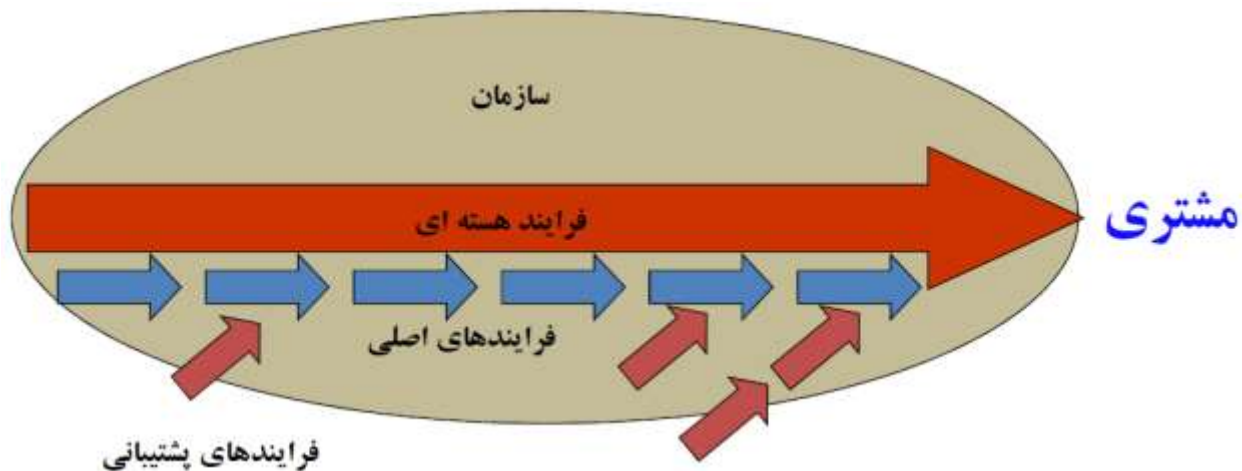 سازمان
فرایند هسته ای
مشتری
فرایندهای اصلی
فرایندهای پشتیبانی